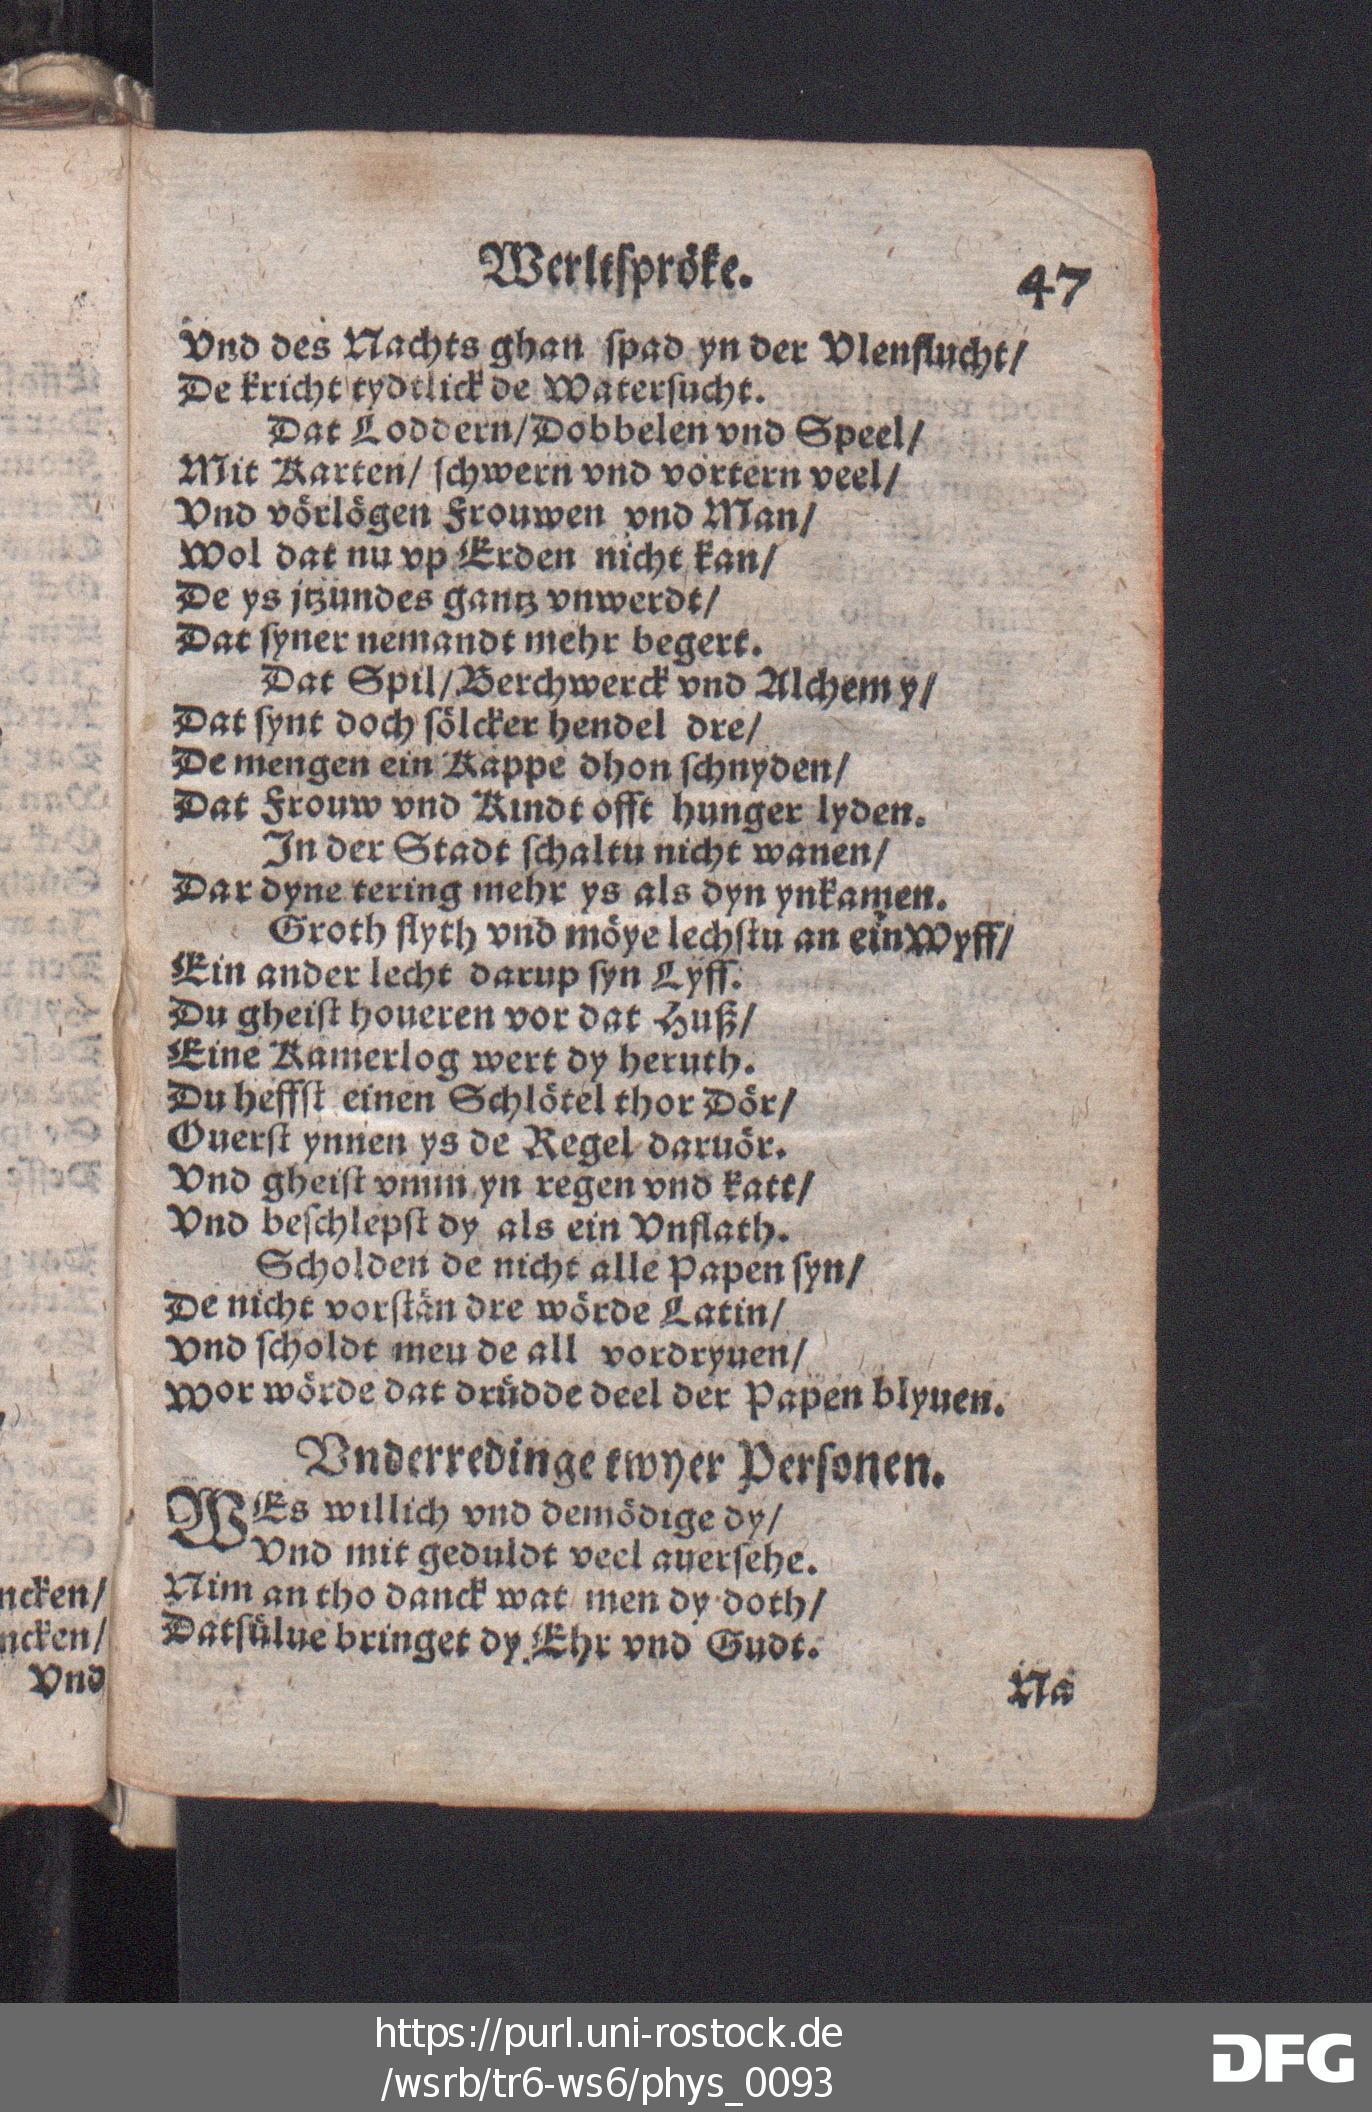 Werltſpröke.
47
Vnd des Nachts ghan ſpad yn der Vlenflucht/
De kricht tydtlick de Waterſucht.
Dat Loddern/Dobbelen vnd Speel/
Mit Karten/ ſchwern vnd vortern veel/
Vnd vörlögen Frouwen vnd Man/
Wol dat nu vp Erden nicht kan/
De ys jtzundes gantz vnwerdt/
Dat ſyner nemandt mehr begert.
Dat Spil/Berchwerck vnd Alchemy/
Dat ſynt doch ſölcker hendel dre/
De mengen ein Kappe dhon ſchnyden/
Dat Frouw vnd Kindt offt hunger lyden.
In der Stadt ſchaltu nicht wanen/
Dar dyne tering mehr ys als dyn ynkamen.
Groth flyth vnd möye lechſtu an ein Wyff/
Ein ander lecht darup ſyn Lyff.
Du gheiſt houeren vor dat Huß/
Eine Kamerlog wert dy heruth.
Du heffſt einen Schlötel thor Dör/
Ouerſt ynnen ys de Regel daruör.
Vnd gheiſt vmm yn regen vnd katt/
Vnd beſchlepſt dy als ein Vnflath.
Scholden de nicht alle Papen ſyn/
De nicht vorſtän dre wörde Latin/
Vnd ſcholdt meu de all vordryuen/
Wor wörde dat drüdde deel der Papen blyuen.
Vnderredinge twyer Perſonen.
WEs willich vnd demödige dy/
Vnd mit geduldt veel auerſehe.
Nim an tho danck wat men dy doth/
Datſülue bringet dy Ehr vnd Gudt.
Na
ncken/
ncken/
Vnd
https://purl.uni-rostock.de
/wsrb/tr6-ws6/phys_0093
DFG